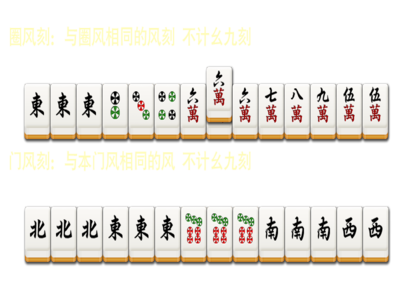 圈风刻：与圈风相同的风刻 不计幺九刻
東 東 東 六萬 六萬 六萬 七萬 八萬 九萬 伍萬 伍萬
门风刻：与本门风相同的风 不计幺九刻
北 北 北 東 東 東 南 南 南 西 西